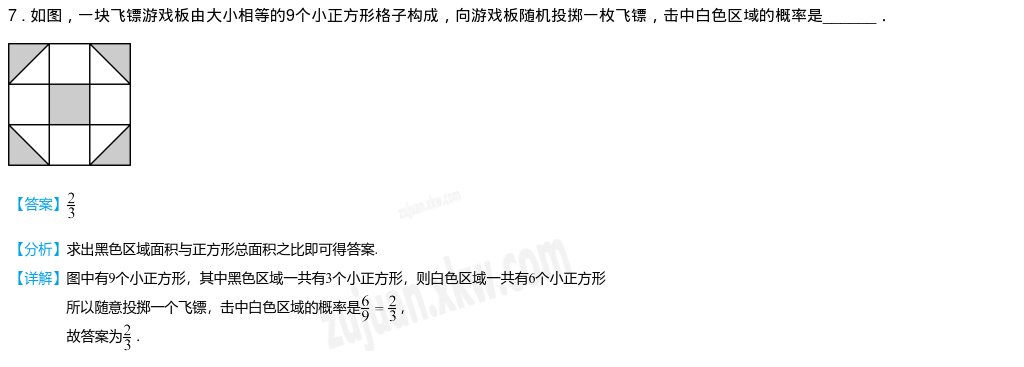 7．如图，一块飞镖游戏板由大小相等的9个小正方形格子构成，向游戏板随机投掷一枚飞镖，击中白色区域的概率是______．
【答案】2/3
【分析】求出黑色区域面积与正方形总面积之比即可得答案.
【详解】图中有9个小正方形，其中黑色区域一共有3个小正方形，则白色区域一共有6个小正方形
所以随意投掷一个飞镖，击中白色区域的概率是6/9 = 2/3，
故答案为2/3．
zujuan.xkw.com
zujuan.xkw.com